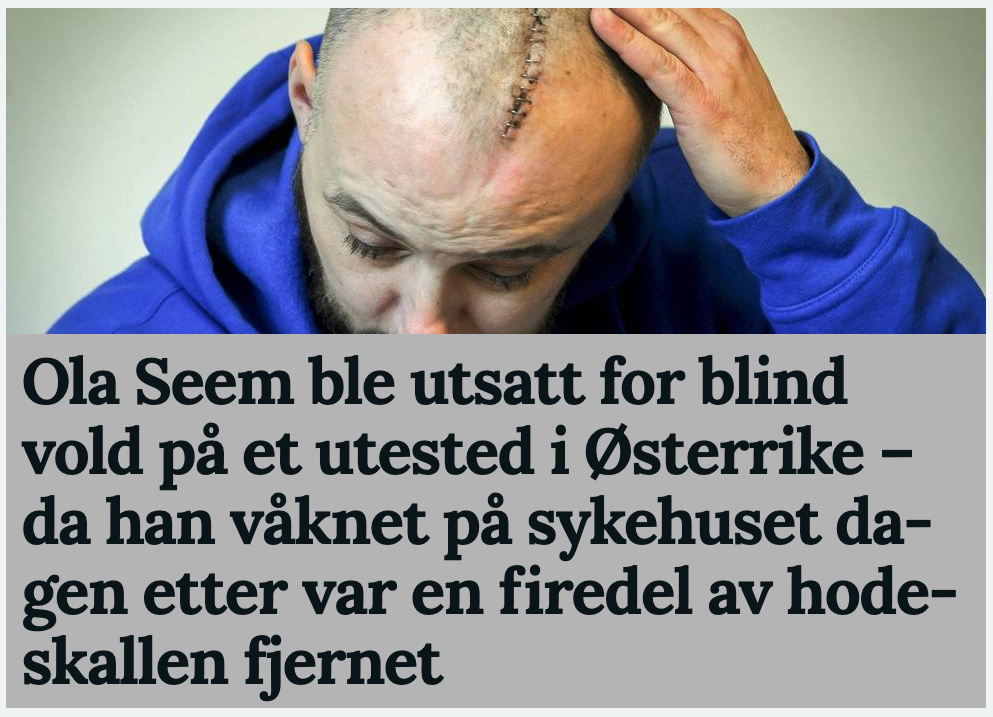 Ola Seem ble utsatt for blind
vold på et utested i Østerrike –
da han våknet på sykehuset da-
gen etter var en firedel av hode-
skallen fjernet